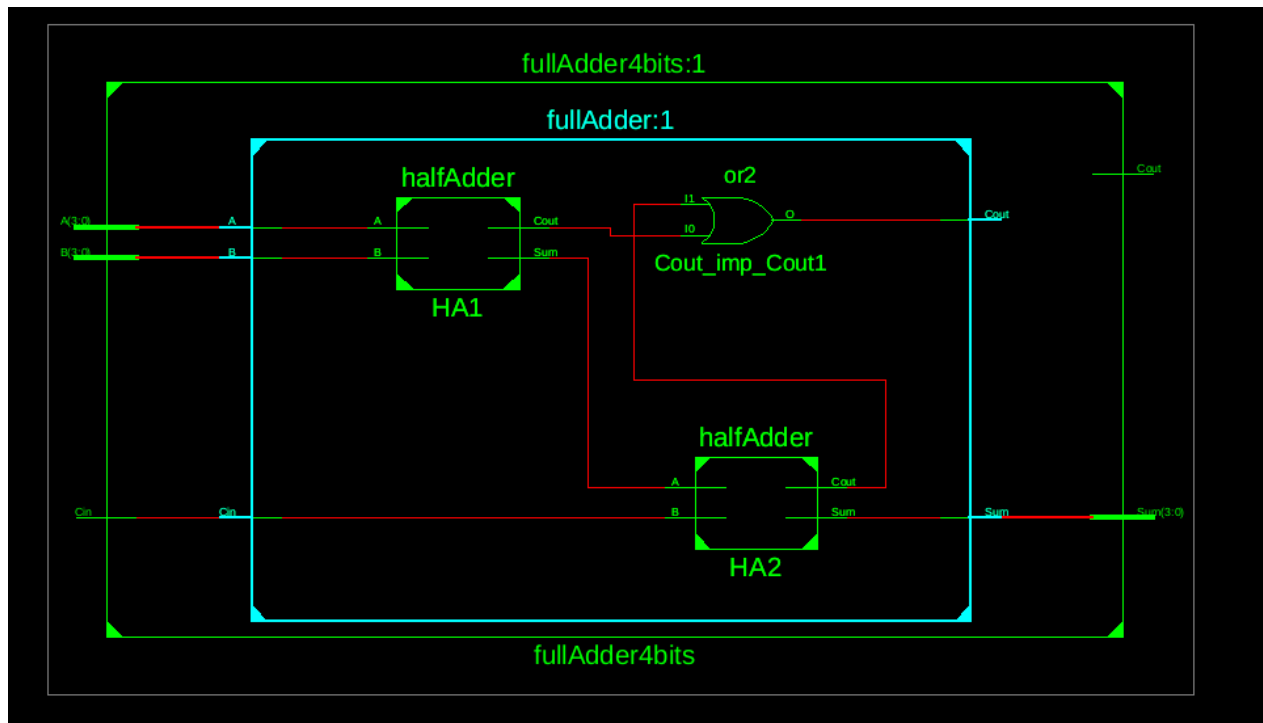 fullAdder4bits:1
fullAdder:1
halfAdder
or2
Cout
A(3:0)
A
A
Cout
I1
O
Cout
B(3:0)
B
B
Sum
I0
Cout_imp_Cout1
HA1
halfAdder
A
Cout
Cin
Cin
B
Sum
Sum
Sum(3:0)
HA2
fullAdder4bits